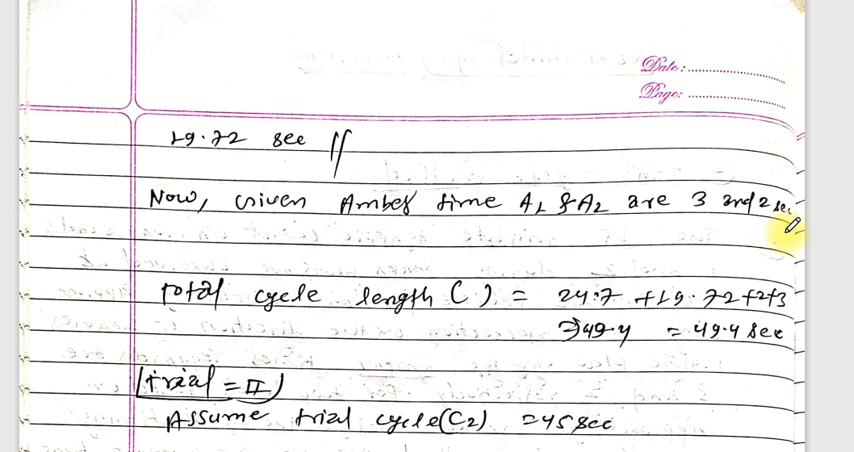 Date:
Page:
19.72 sec //
Now, Given Amber time A1 & A2 are 3 and 2 sec
total cycle length ( ) = 24.7 + 19.72+2+3
=> 49.4 = 49.4 sec
(trial = II)
Assume trial cycle (C2) = 45 sec